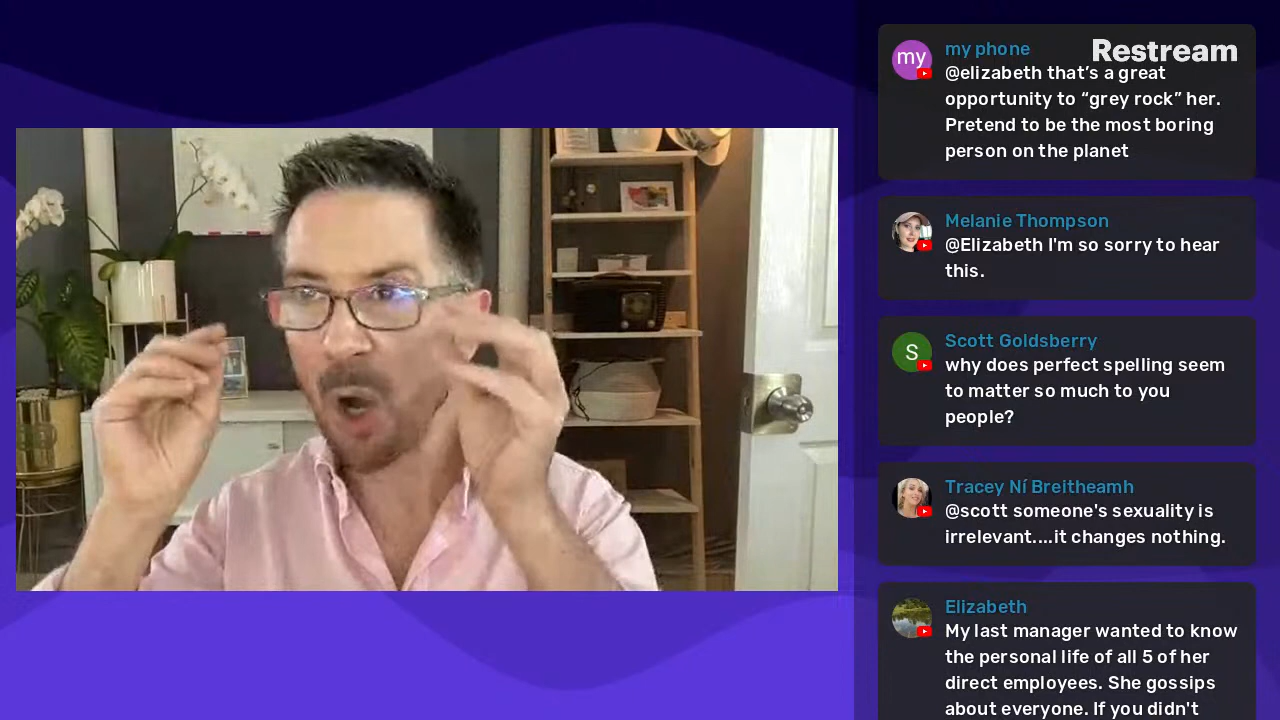 Restream
my
my phone
@elizabeth that’s a great
opportunity to “grey rock” her.
Pretend to be the most boring
person on the planet
Melanie Thompson
@Elizabeth I'm so sorry to hear
this.
S
Scott Goldsberry
why does perfect spelling seem
to matter so much to you
people?
Tracey Ní Breitheamh
@scott someone's sexuality is
irrelevant....it changes nothing.
Elizabeth
My last manager wanted to know
the personal life of all 5 of her
direct employees. She gossips
about everyone. If you didn't